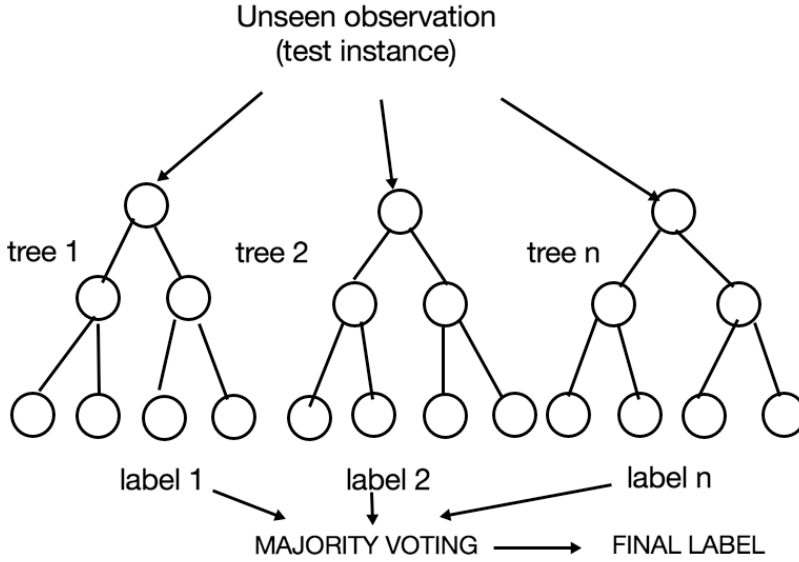 Unseen observation
(test instance)
tree 1
tree 2
tree n
label 1
label 2
label n
MAJORITY VOTING
FINAL LABEL